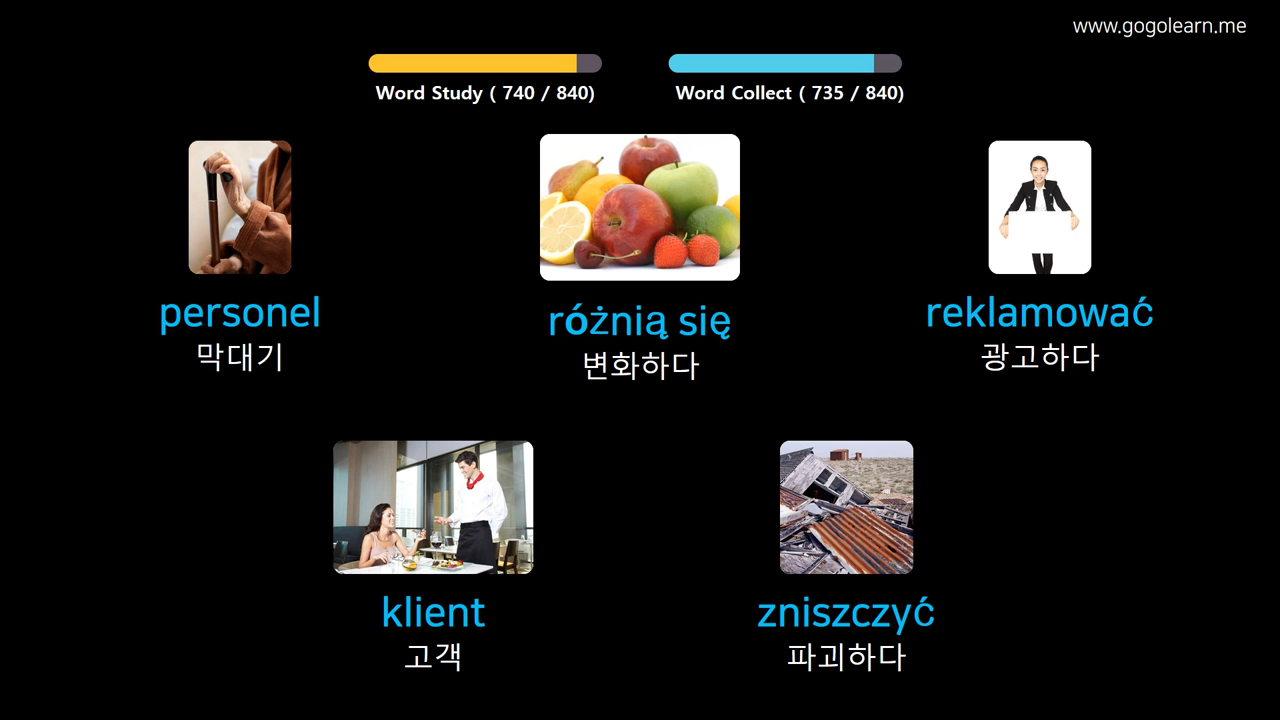 www.gogolearn.me
Word Study ( 740 / 840)
Word Collect ( 735 / 840)
personel
막대기
różnią się
변화하다
reklamować
광고하다
klient
고객
zniszczyć
파괴하다